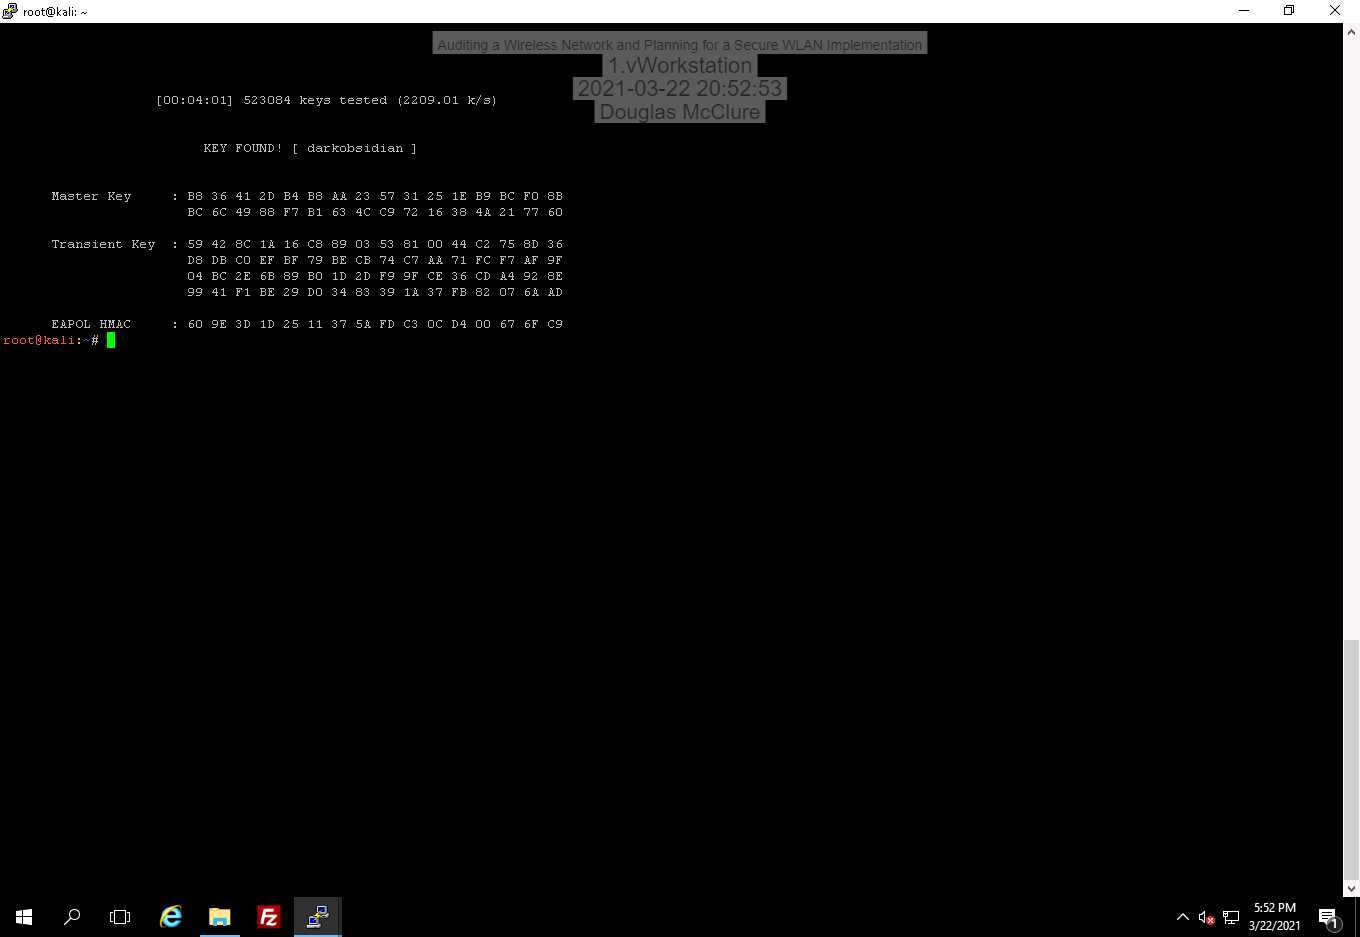 root@kali: ~
Auditing a Wireless Network and Planning for a Secure WLAN Implementation
1.vWorkstation
2021-03-22 20:52:53
Douglas McClure
[00:04:01] 523084 keys tested (2209.01 k/s)
KEY FOUND! [ darkobsidian ]
Master Key : B8 36 41 2D B4 B8 AA 23 57 31 25 1E B9 BC F0 8B
BC 6C 49 88 F7 B1 63 4C C9 72 16 38 4A 21 77 60
Transient Key : 59 42 8C 1A 16 C8 89 03 53 81 00 44 C2 75 8D 36
D8 DB C0 EF BF 79 BE CB 74 C7 AA 71 FC F7 AF 9F
04 BC 2E 6B 89 B0 1D 2D F9 9F CE 36 CD A4 92 8E
99 41 F1 BE 29 D0 34 83 39 1A 37 FB 82 07 6A AD
EAPOL HMAC : 60 9E 3D 1D 25 11 37 5A FD C3 0C D4 00 67 6F C9
root@kali:~#
5:52 PM
3/22/2021
1